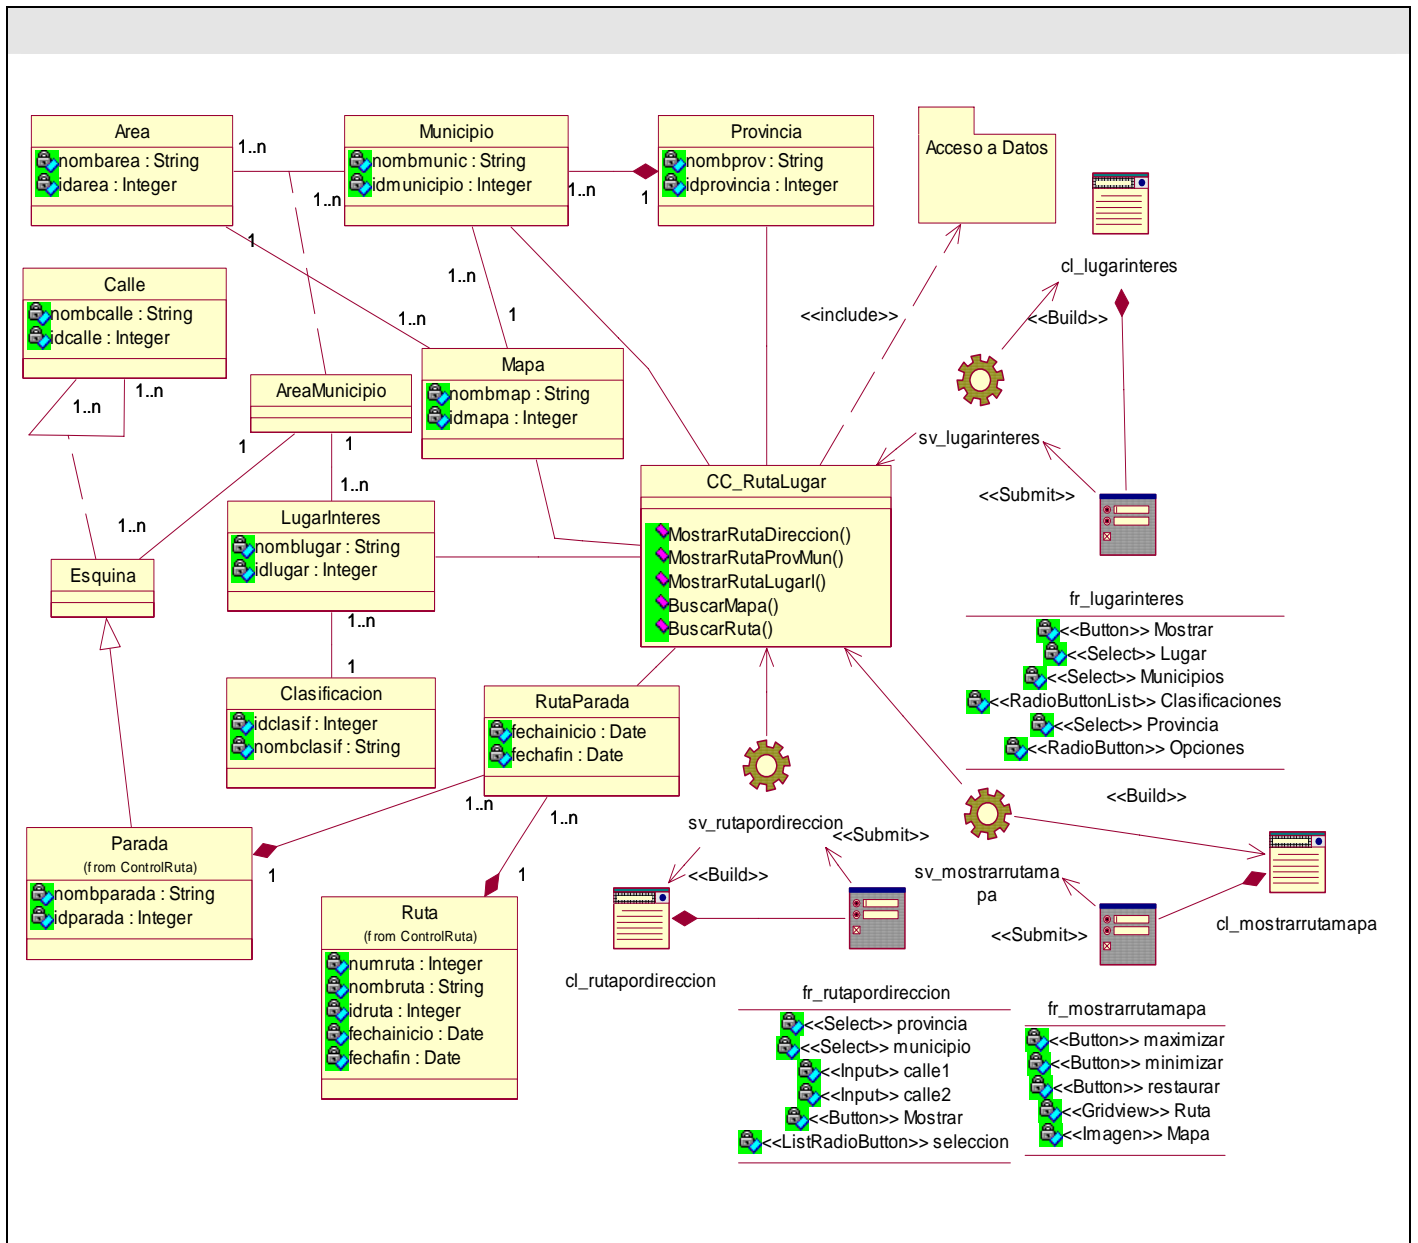 Area
nombarea : String
idarea : Integer
1..n
1..n
Municipio
nombmunic : String
idmunicipio : Integer
1..n
1
Provincia
nombprov : String
idprovincia : Integer
Acceso a Datos
cl_lugarinteres
1
1..n
1..n
1
<<include>>
<<Build>>
Calle
nombcalle : String
idcalle : Integer
1..n
1..n
AreaMunicipio
Mapa
nombmap : String
idmapa : Integer
sv_lugarinteres
<<Submit>>
1
1
1..n
1..n
LugarInteres
nomblugar : String
idlugar : Integer
CC_RutaLugar
MostrarRutaDireccion()
MostrarRutaProvMun()
MostrarRutaLugarI()
BuscarMapa()
BuscarRuta()
Esquina
1..n
1
Clasificacion
idclasif : Integer
nombclasif : String
RutaParada
fechainicio : Date
fechafin : Date
fr_lugarinteres
<<Button>> Mostrar
<<Select>> Lugar
<<Select>> Municipios
<<RadioButtonList>> Clasificaciones
<<Select>> Provincia
<<RadioButton>> Opciones
1..n
1..n
1
1
Parada
(from ControlRuta)
nombparada : String
idparada : Integer
Ruta
(from ControlRuta)
numruta : Integer
nombruta : String
idruta : Integer
fechainicio : Date
fechafin : Date
sv_rutapordireccion
<<Submit>>
<<Build>>
cl_rutapordireccion
<<Build>>
sv_mostrarrutama
pa
<<Submit>>
cl_mostrarrutamapa
fr_rutapordireccion
<<Select>> provincia
<<Select>> municipio
<<Input>> calle1
<<Input>> calle2
<<Button>> Mostrar
<<ListRadioButton>> seleccion
fr_mostrarrutamapa
<<Button>> maximizar
<<Button>> minimizar
<<Button>> restaurar
<<Gridview>> Ruta
<<Imagen>> Mapa